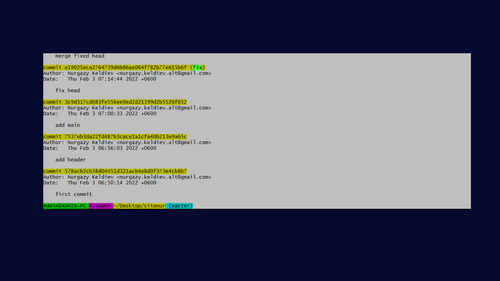 merge fixed head
commit e19025eca2764739d6b86ae064f782b77e615b6f (fix)
Author: Nurgazy Keldiev <nurgazy.keldiev.alt@gmail.com>
Date: Thu Feb 3 07:14:44 2022 +0600
fix head
commit 3c9d317cd083fe556ee9ed2d21199d2b5526f652
Author: Nurgazy Keldiev <nurgazy.keldiev.alt@gmail.com>
Date: Thu Feb 3 07:00:33 2022 +0600
add main
commit 7537eb3da22fd487b3cace1a1cfa40b213e9a65c
Author: Nurgazy Keldiev <nurgazy.keldiev.alt@gmail.com>
Date: Thu Feb 3 06:56:03 2022 +0600
add header
commit 578acb2cb38d04451d321acb4e8d0f373e4cb8b7
Author: Nurgazy Keldiev <nurgazy.keldiev.alt@gmail.com>
Date: Thu Feb 3 06:50:14 2022 +0600
first commit
Admin@ADMIN-PC MINGW64 ~/Desktop/sitenur (master)